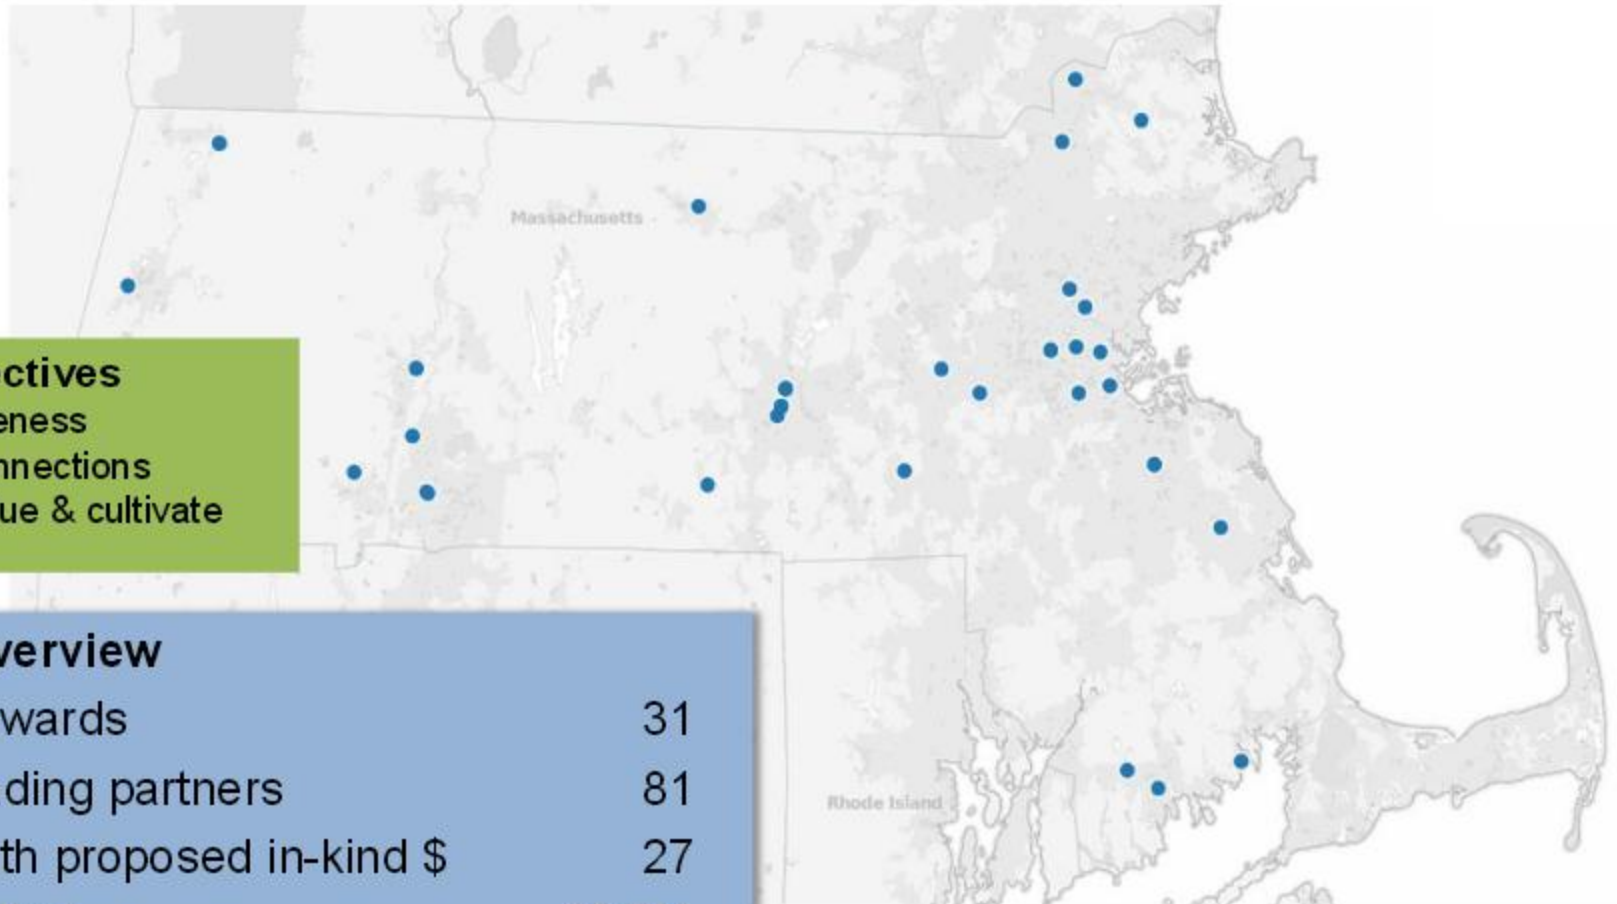 Massachusetts
ctives
eness
nnections
ue & cultivate
verview
wards 31
ding partners 81
th proposed in-kind $ 27
Rhode Island